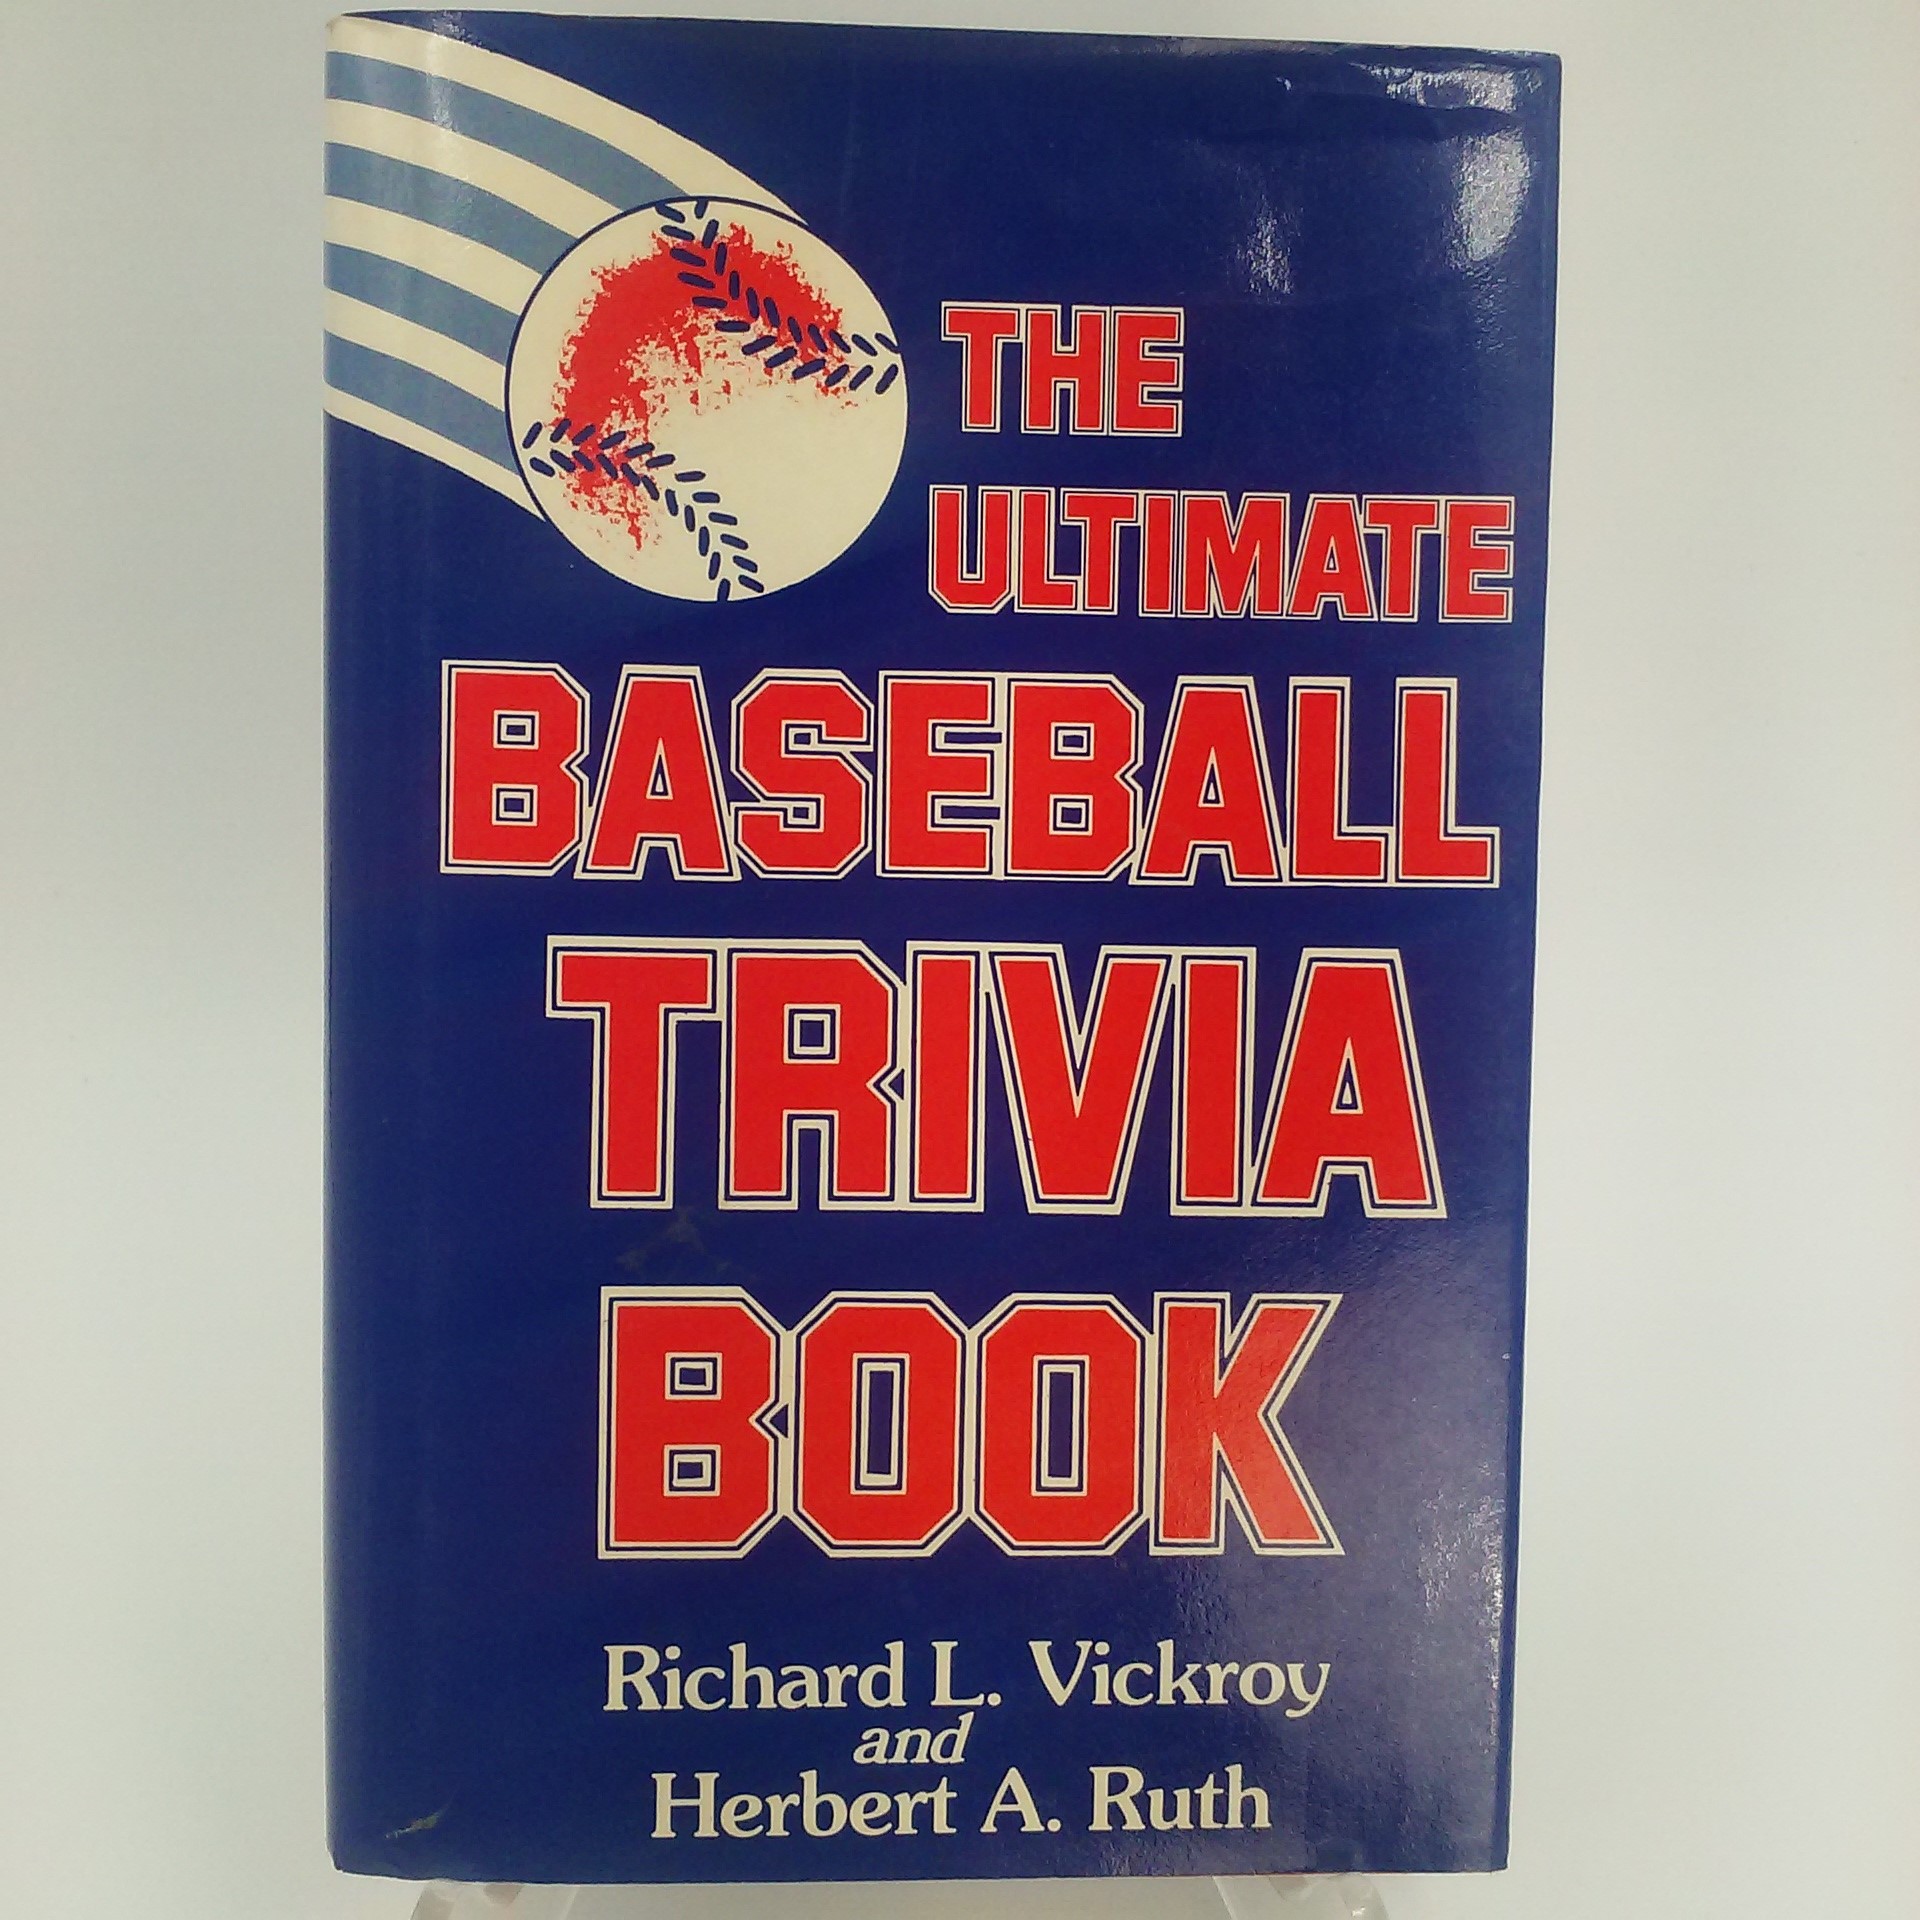 THE
ULTIMATE
BASEBALL
TRIVIA
BOOK
Richard L. Vickroy
and
Herbert A. Ruth